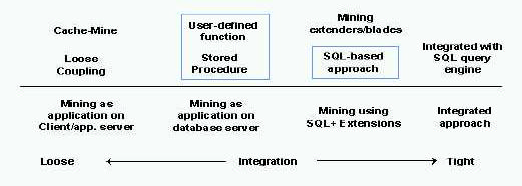 Cache-Mine
User-defined
function
Mining
extenders/blades
Loose
Coupling
Stored
Procedure
SQL-based
approach
Integrated with
SQL query
engine
Mining as
application on
Client/app. server
Mining as
application on
database server
Mining using
SQL+ Extensions
Integrated
approach
Loose
Integration
Tight